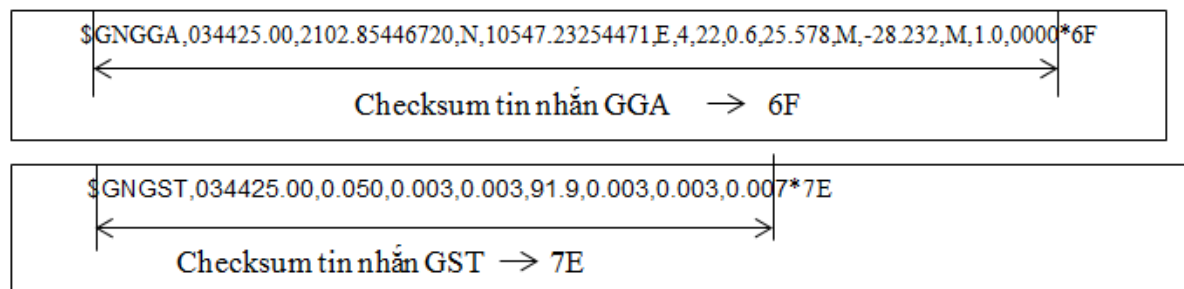 $GNGGA,034425.00,2102.85446720,N,10547.23254471,E,4,22,0.6,25.578,M,-28.232,M,1.0,0000*6F
Checksum tin nhắn GGA → 6F
$GNGST,034425.00,0.050,0.003,0.003,91.9,0.003,0.003,0.007*7E
Checksum tin nhắn GST → 7E